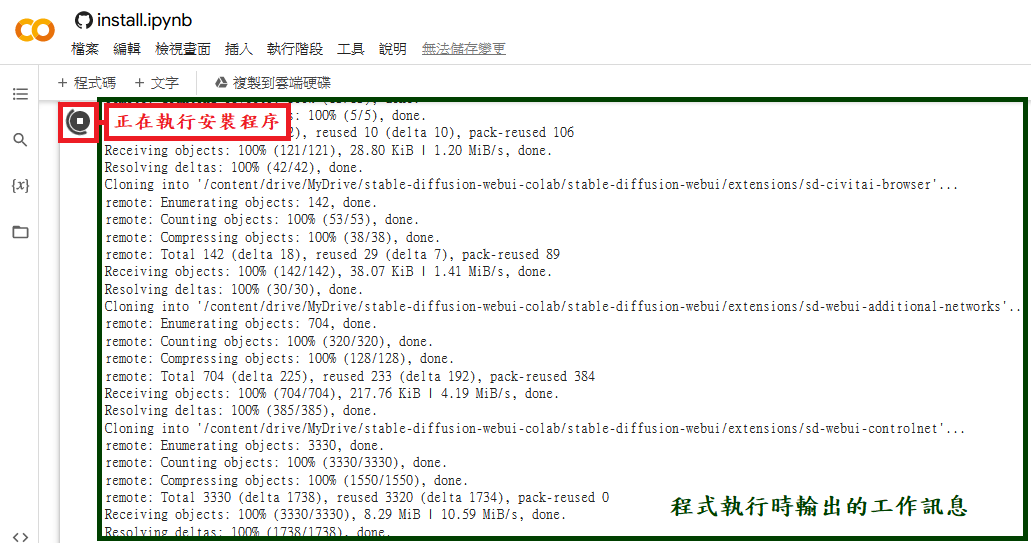 install.ipynb
檔案 編輯 檢視畫面 插入 執行階段 工具 說明 無法儲存變更
+ 程式碼 + 文字 複製到雲端硬碟
正在執行安裝程序
: 100% (5/5), done.
2), reused 10 (delta 10), pack-reused 106
Receiving objects: 100% (121/121), 28.80 KiB | 1.20 MiB/s, done.
Resolving deltas: 100% (42/42), done.
Cloning into '/content/drive/MyDrive/stable-diffusion-webui-colab/stable-diffusion-webui/extensions/sd-civitai-browser'...
remote: Enumerating objects: 142, done.
remote: Counting objects: 100% (53/53), done.
remote: Compressing objects: 100% (38/38), done.
remote: Total 142 (delta 18), reused 29 (delta 7), pack-reused 89
Receiving objects: 100% (142/142), 38.07 KiB | 1.41 MiB/s, done.
Resolving deltas: 100% (30/30), done.
Cloning into '/content/drive/MyDrive/stable-diffusion-webui-colab/stable-diffusion-webui/extensions/sd-webui-additional-networks'..
remote: Enumerating objects: 704, done.
remote: Counting objects: 100% (320/320), done.
remote: Compressing objects: 100% (128/128), done.
remote: Total 704 (delta 225), reused 233 (delta 192), pack-reused 384
Receiving objects: 100% (704/704), 217.76 KiB | 4.19 MiB/s, done.
Resolving deltas: 100% (385/385), done.
Cloning into '/content/drive/MyDrive/stable-diffusion-webui-colab/stable-diffusion-webui/extensions/sd-webui-controlnet'...
remote: Enumerating objects: 3330, done.
remote: Counting objects: 100% (3330/3330), done.
remote: Compressing objects: 100% (1550/1550), done.
remote: Total 3330 (delta 1738), reused 3320 (delta 1734), pack-reused 0
Receiving objects: 100% (3330/3330), 8.29 MiB | 10.59 MiB/s, done.
Resolving deltas: 100% (1738/1738), done.
程式執行時輸出的工作訊息
{x}
<>